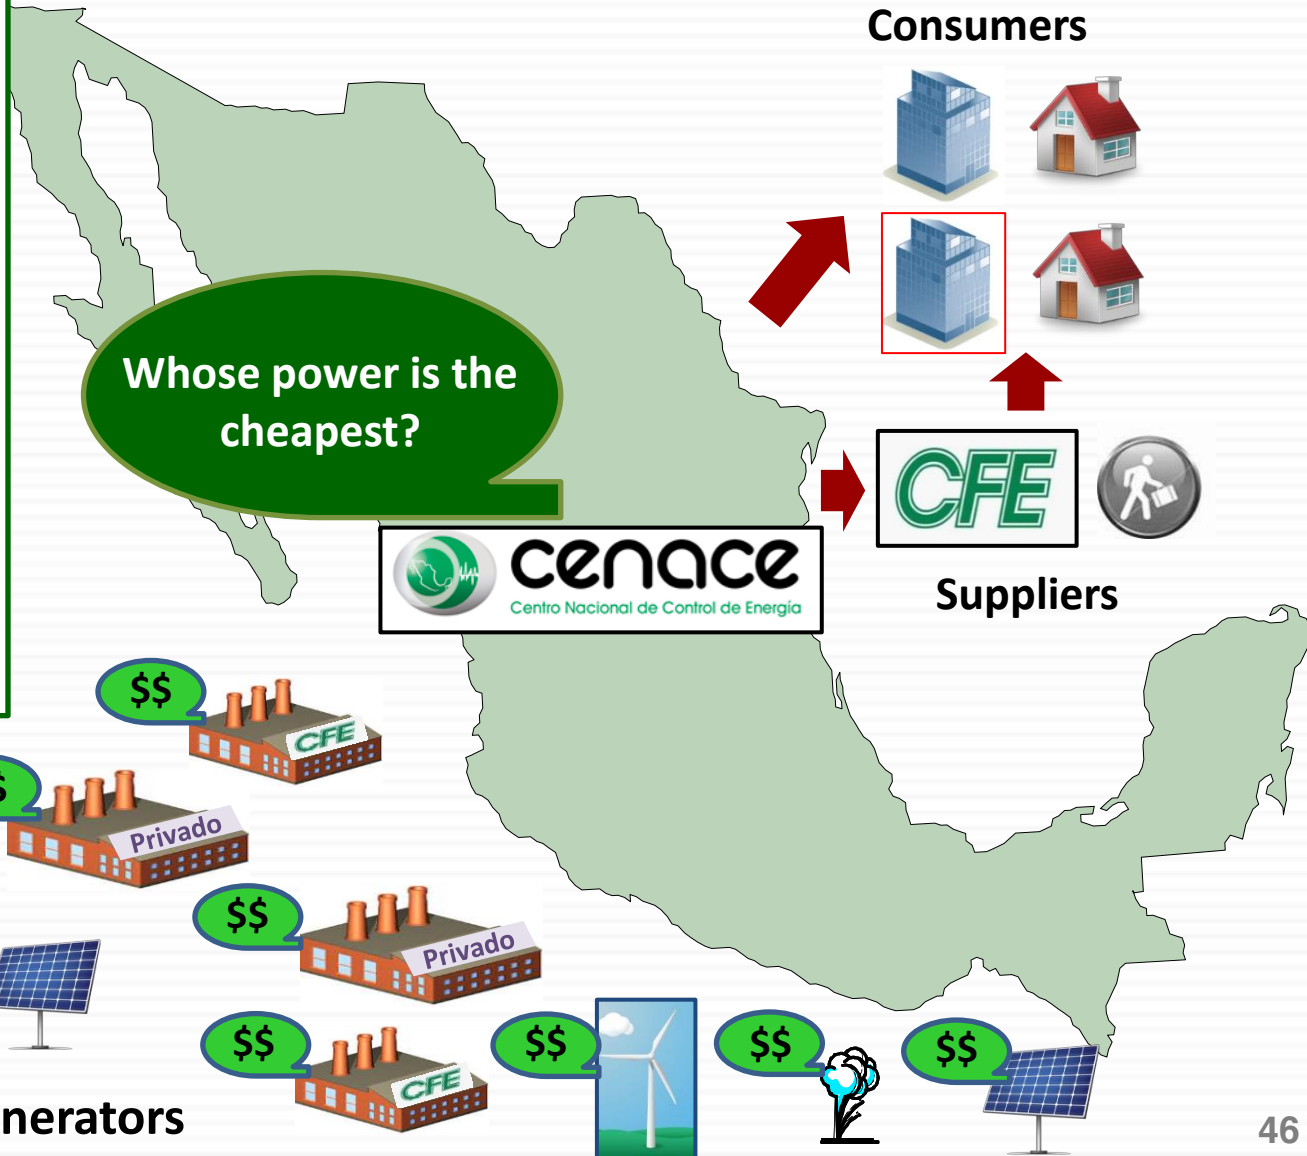 Consumers
Whose power is the
cheapest?
CFE
cenace
Centro Nacional de Control de Energía
Suppliers
$$
CFE
Privado
$$
Privado
$$
CFE
$$
$$
$$
nerators
46